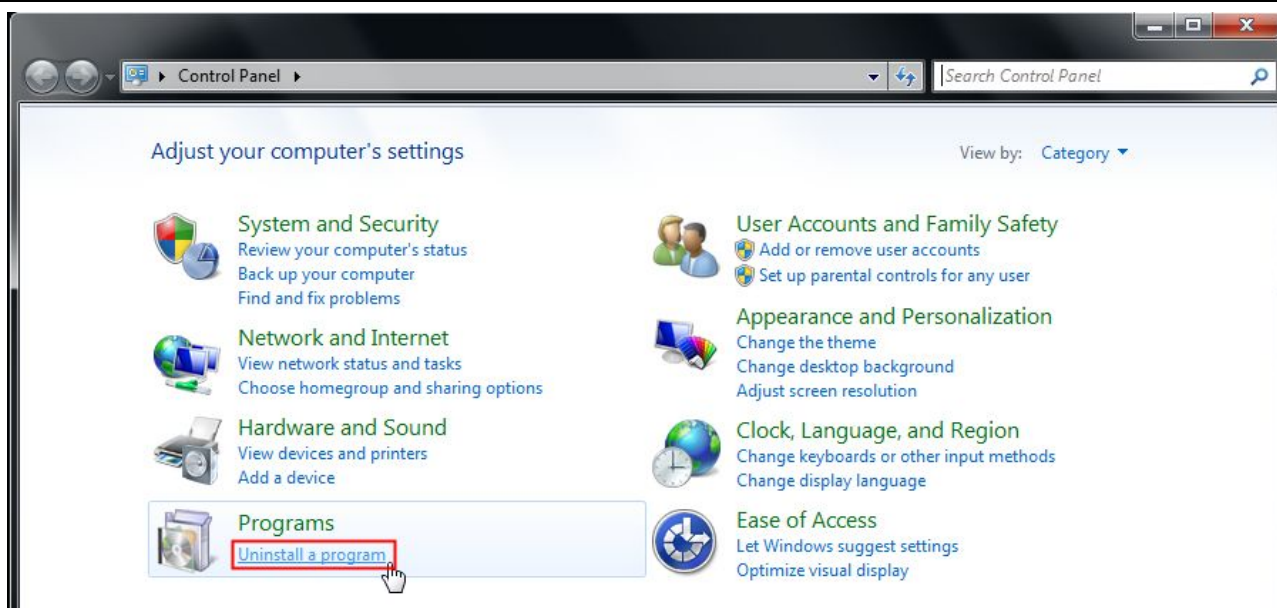 Control Panel
Search Control Panel
Adjust your computer's settings
View by: Category
System and Security
Review your computer's status
Back up your computer
Find and fix problems
Network and Internet
View network status and tasks
Choose homegroup and sharing options
Hardware and Sound
View devices and printers
Add a device
Programs
Uninstall a program
User Accounts and Family Safety
Add or remove user accounts
Set up parental controls for any user
Appearance and Personalization
Change the theme
Change desktop background
Adjust screen resolution
Clock, Language, and Region
Change keyboards or other input methods
Change display language
Ease of Access
Let Windows suggest settings
Optimize visual display